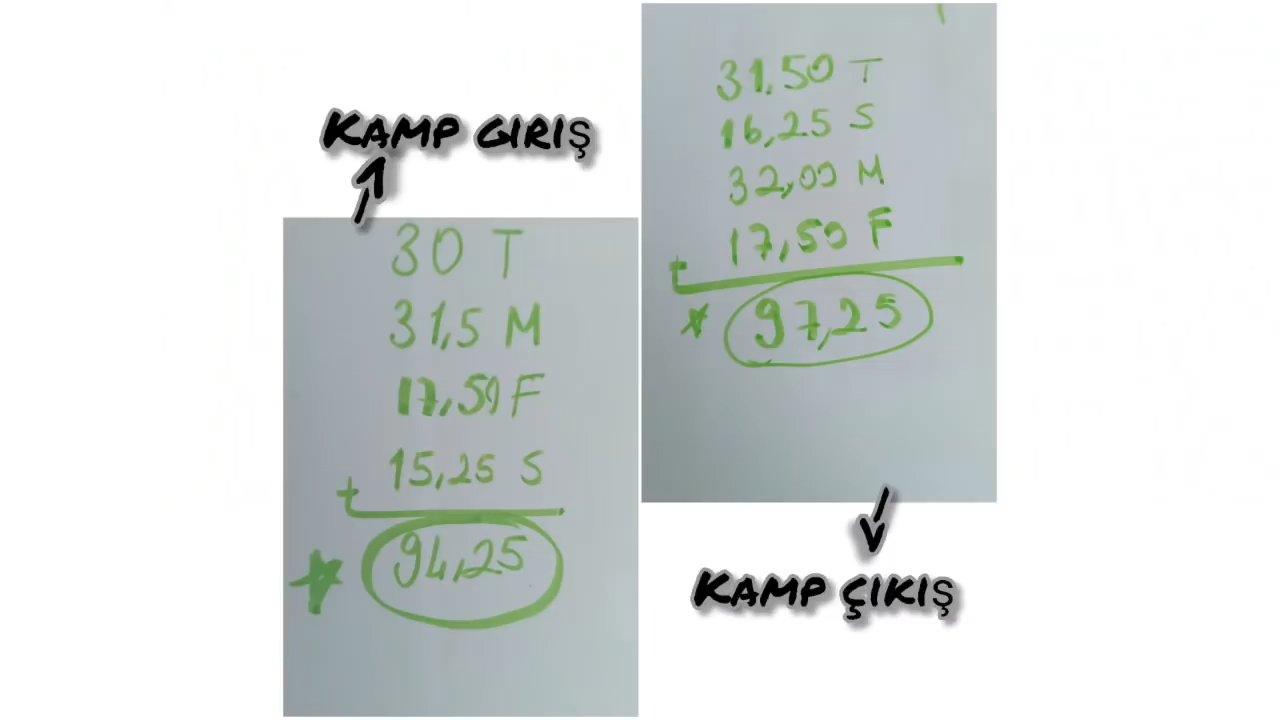 KAMP GIRIŞ
30 T
31,5 M
17,50 F
15,25 S
+
94,25
31,50 T
16,25 S
32,00 M
17,50 F
+
97,25
KAMP ÇIKIŞ